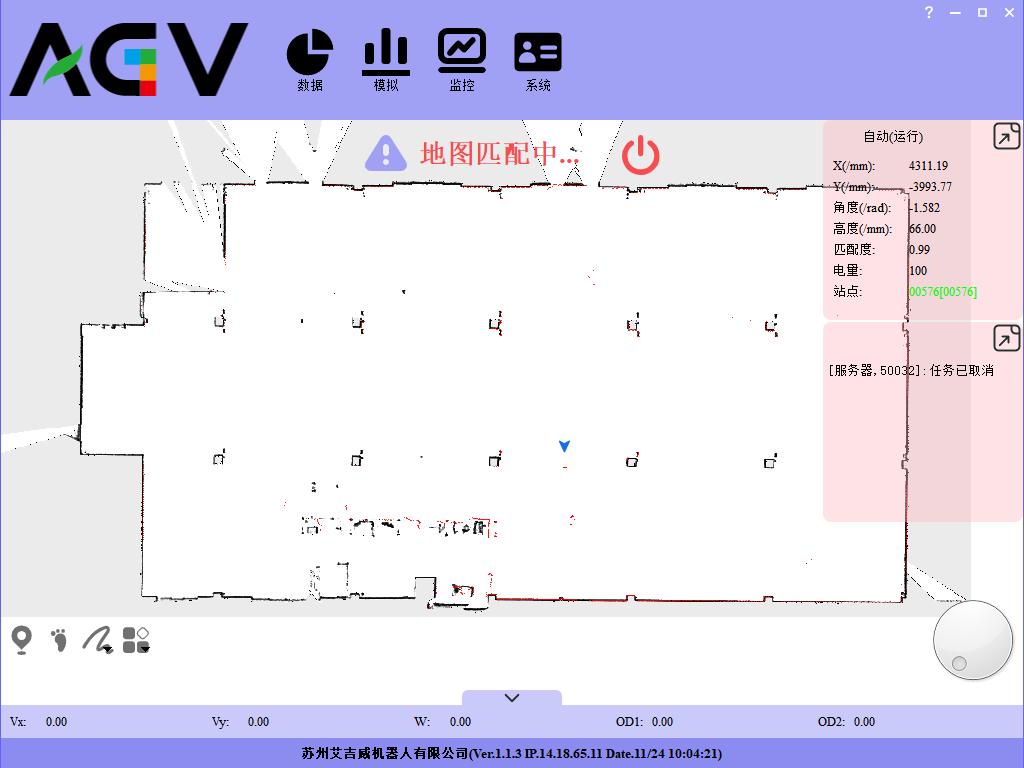 AGV
?
数据
模拟
监控
系统
地图匹配中...
自动(运行)
X(/mm): 4311.19
Y(/mm): -3993.77
角度(/rad): -1.582
高度(/mm): 66.00
匹配度: 0.99
电量: 100
站点: 00576[00576]
[服务器,50032]:任务已取消
Vx: 0.00 Vy: 0.00 W: 0.00 OD1: 0.00 OD2: 0.00
苏州艾吉威机器人有限公司(Ver.1.1.3 IP.14.18.65.11 Date.11/24 10:04:21)